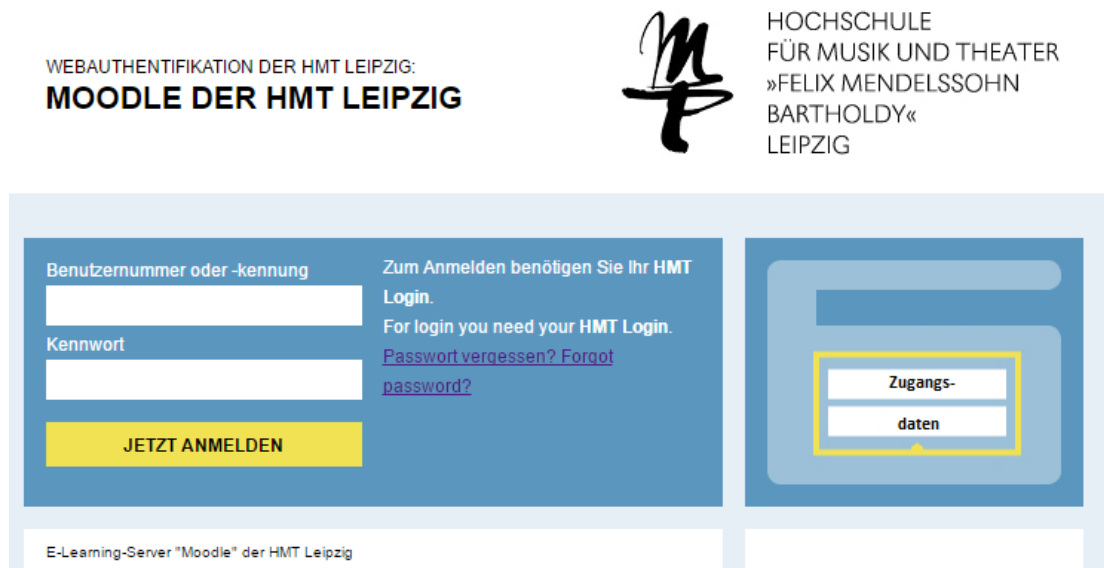 WEBAUTHENTIFIKATION DER HMT LEIPZIG:
MOODLE DER HMT LEIPZIG
HOCHSCHULE
FÜR MUSIK UND THEATER
»FELIX MENDELSSOHN
BARTHOLDY«
LEIPZIG
Benutzernummer oder -kennung
Kennwort
JETZT ANMELDEN
Zum Anmelden benötigen Sie Ihr HMT
Login.
For login you need your HMT Login.
Passwort vergessen? Forgot
password?
Zugangs-
daten
E-Learning-Server "Moodle" der HMT Leipzig